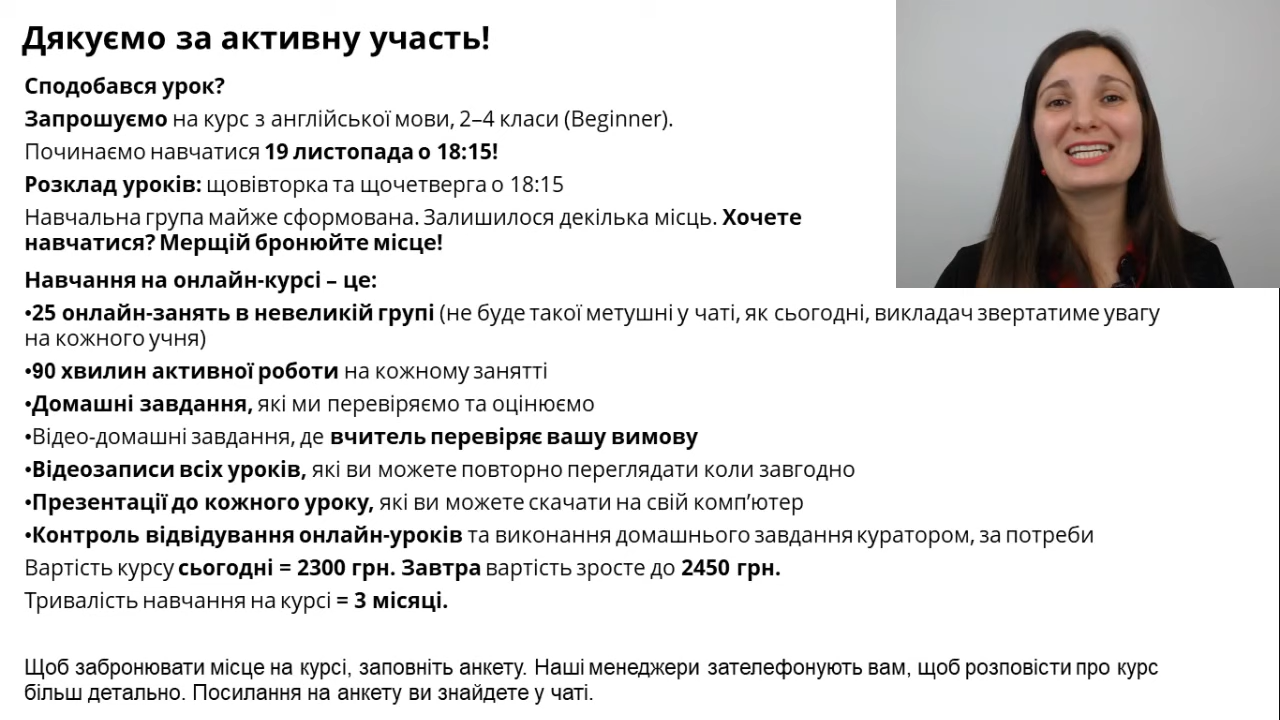 Дякуємо за активну участь!
Сподобався урок?
Запрошуємо на курс з англійської мови, 2–4 класи (Beginner).
Починаємо навчатися 19 листопада о 18:15!
Розклад уроків: щовівторка та щочетверга о 18:15
Навчальна група майже сформована. Залишилося декілька місць. Хочете
навчатися? Мерщій бронюйте місце!
Навчання на онлайн-курсі – це:
•25 онлайн-занять в невеликій групі (не буде такої метушні у чаті, як сьогодні, викладач звертатиме увагу
на кожного учня)
•90 хвилин активної роботи на кожному занятті
•Домашні завдання, які ми перевіряємо та оцінюємо
•Відео-домашні завдання, де вчитель перевіряє вашу вимову
•Відеозаписи всіх уроків, які ви можете повторно переглядати коли завгодно
•Презентації до кожного уроку, які ви можете скачати на свій комп’ютер
•Контроль відвідування онлайн-уроків та виконання домашнього завдання куратором, за потреби
Вартість курсу сьогодні = 2300 грн. Завтра вартість зросте до 2450 грн.
Тривалість навчання на курсі = 3 місяці.
Щоб забронювати місце на курсі, заповніть анкету. Наші менеджери зателефонують вам, щоб розповісти про курс
більш детально. Посилання на анкету ви знайдете у чаті.